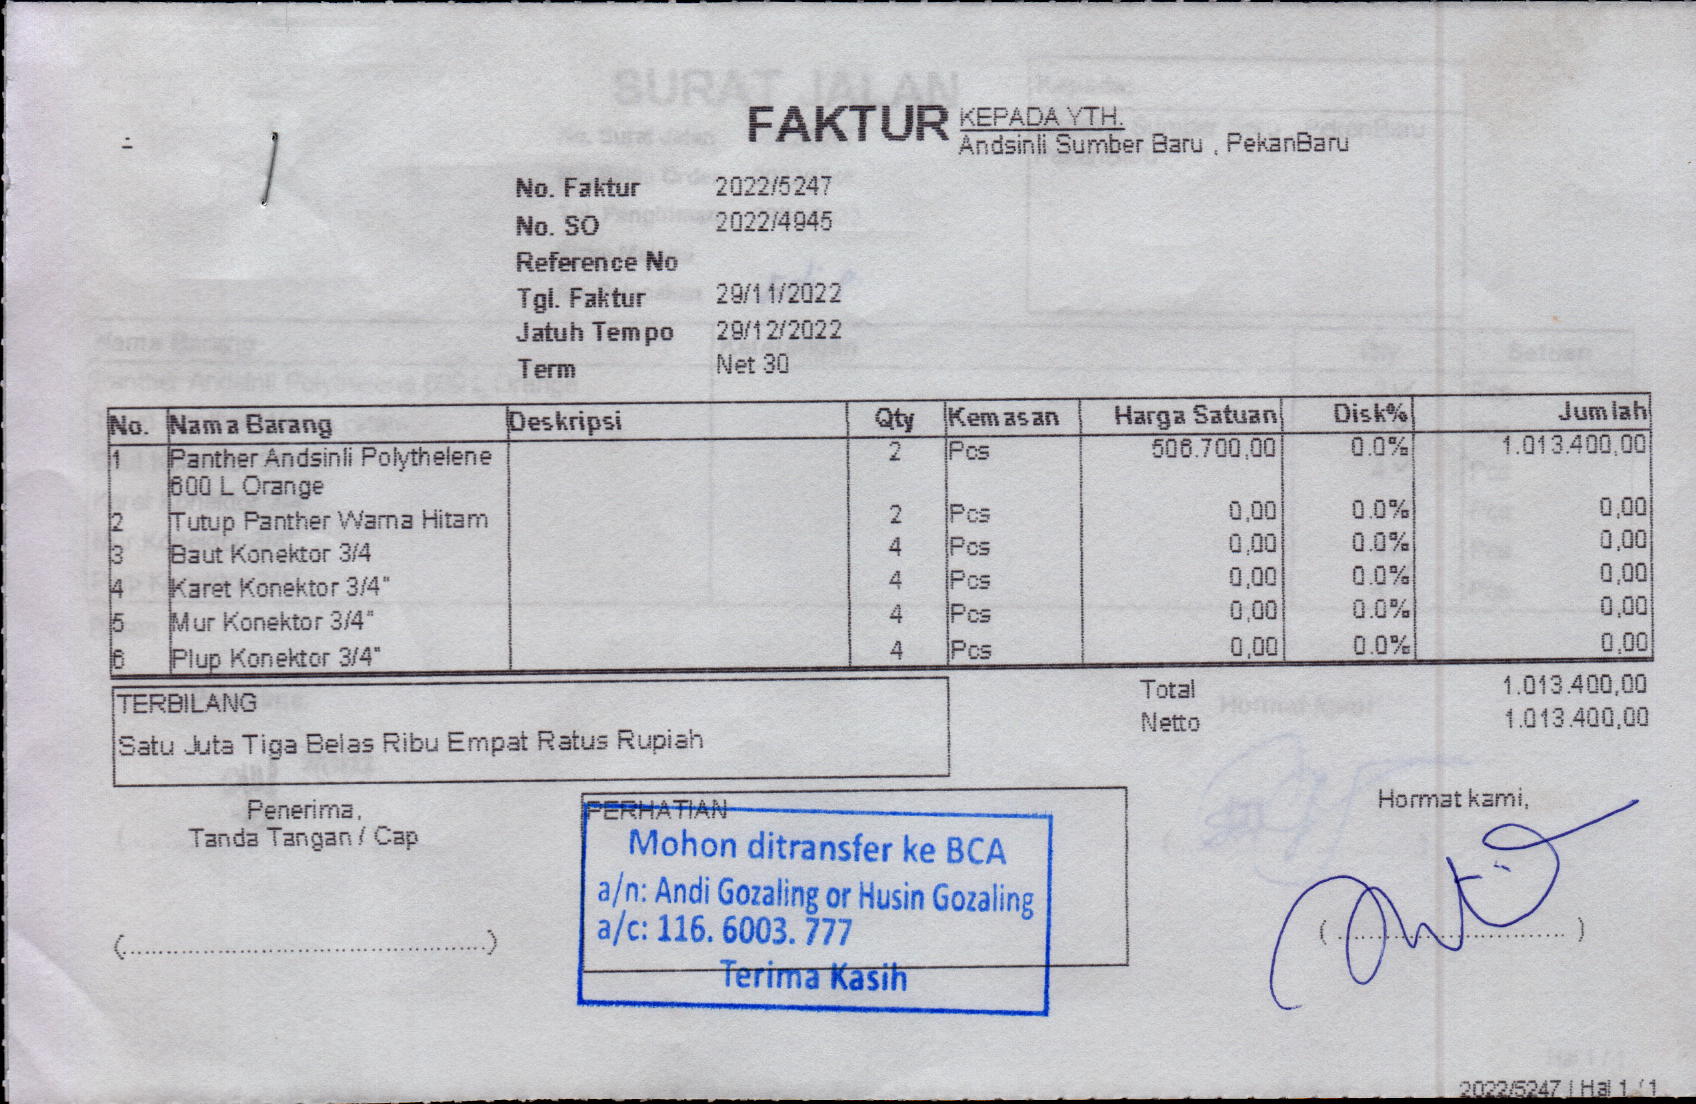 FAKTUR
KEPADA YTH.
Andsinli Sumber Baru , PekanBaru
No. Faktur 2022/5247
No. SO 2022/4945
Reference No
Tgl. Faktur 29/11/2022
Jatuh Tempo 29/12/2022
Term Net 30
No. Nama Barang Deskripsi Qty Kemasan Harga Satuan Disk% Jumlah
1 Panther Andsinli Polythelene 2 Pcs 506.700,00 0.0% 1.013.400,00
600 L Orange
2 Tutup Panther Warna Hitam 2 Pcs 0,00 0.0% 0,00
3 Baut Konektor 3/4 4 Pcs 0,00 0.0% 0,00
4 Karet Konektor 3/4" 4 Pcs 0,00 0.0% 0,00
5 Mur Konektor 3/4" 4 Pcs 0,00 0.0% 0,00
6 Plup Konektor 3/4" 4 Pcs 0,00 0.0% 0,00
Total 1.013.400,00
Netto 1.013.400,00
TERBILANG
Satu Juta Tiga Belas Ribu Empat Ratus Rupiah
Penerima,
Tanda Tangan / Cap
(..............................................)
PERHATIAN
Mohon ditransfer ke BCA
a/n: Andi Gozaling or Husin Gozaling
a/c: 116. 6003. 777
Terima Kasih
Hormat kami,
(..............................)
2022/5247 | Hal 1 / 1
SURAT JALAN